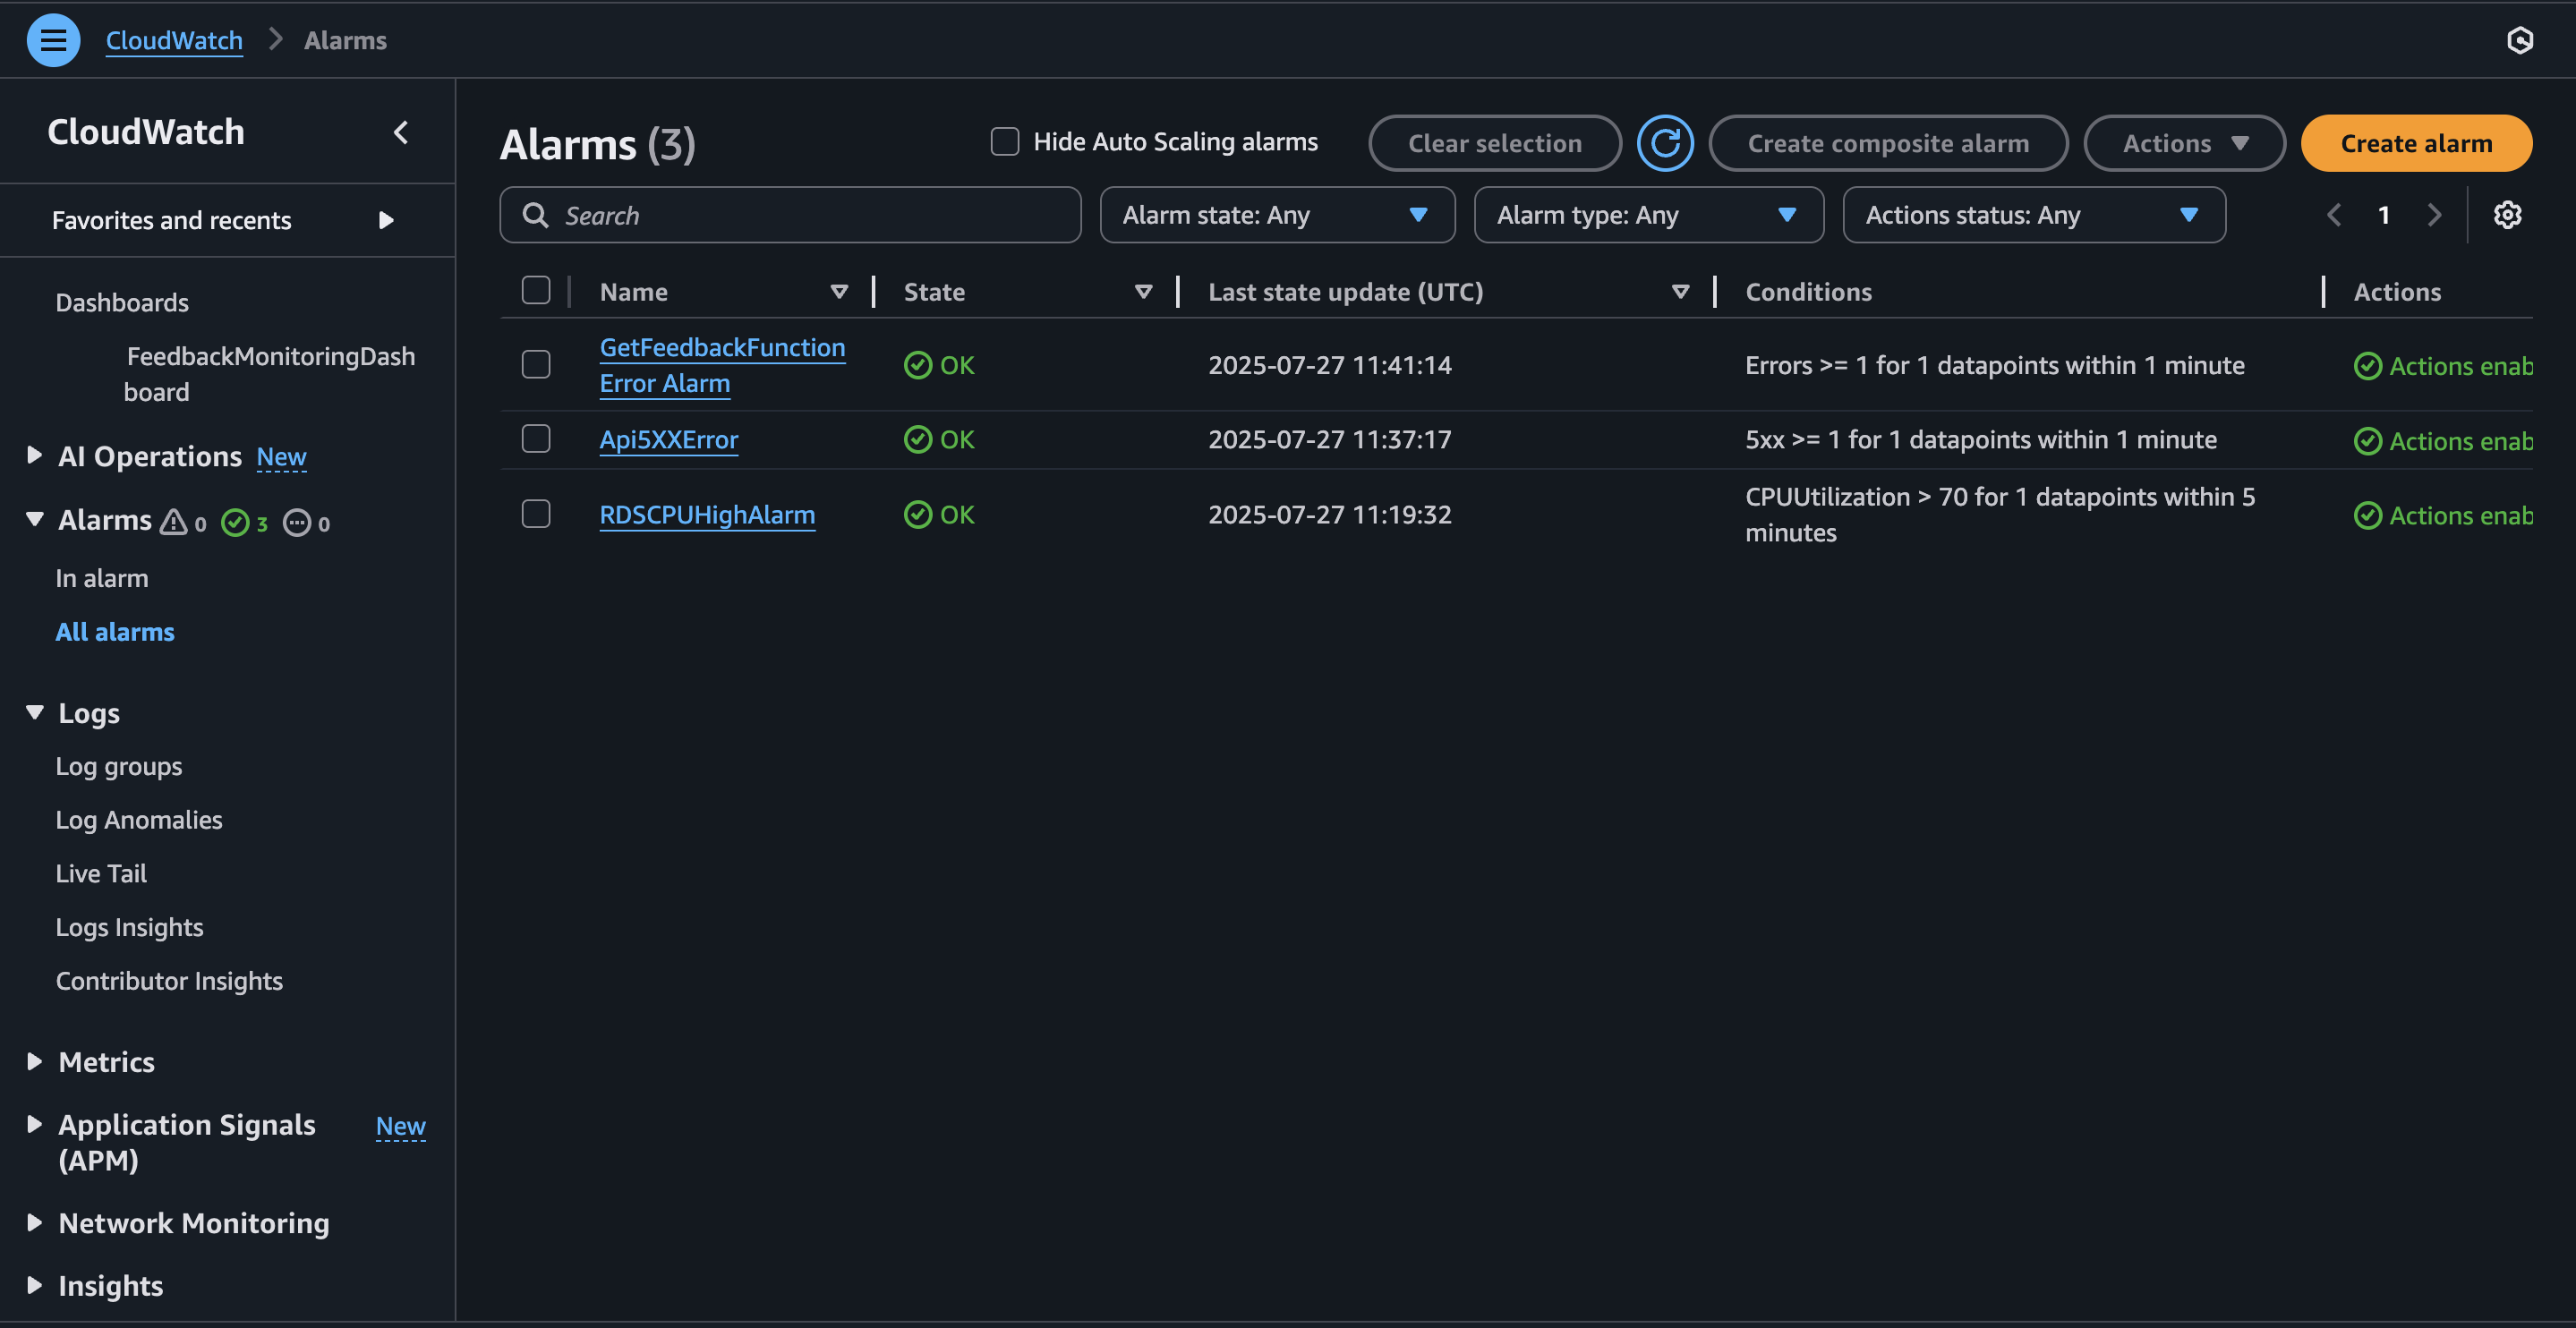 CloudWatch > Alarms
CloudWatch
Favorites and recents
Dashboards
FeedbackMonitoringDash
board
AI Operations New
Alarms 0 3 0
In alarm
All alarms
Logs
Log groups
Log Anomalies
Live Tail
Logs Insights
Contributor Insights
Metrics
Application Signals New
(APM)
Network Monitoring
Insights
Alarms (3)
Hide Auto Scaling alarms
Clear selection
Create composite alarm
Actions
Create alarm
Search
Alarm state: Any
Alarm type: Any
Actions status: Any
1
Name State Last state update (UTC) Conditions Actions
GetFeedbackFunction
Error Alarm
OK 2025-07-27 11:41:14 Errors >= 1 for 1 datapoints within 1 minute Actions enab
Api5XXError OK 2025-07-27 11:37:17 5xx >= 1 for 1 datapoints within 1 minute Actions enab
RDSCPUHighAlarm OK 2025-07-27 11:19:32 CPUUtilization > 70 for 1 datapoints within 5
minutes
Actions enab